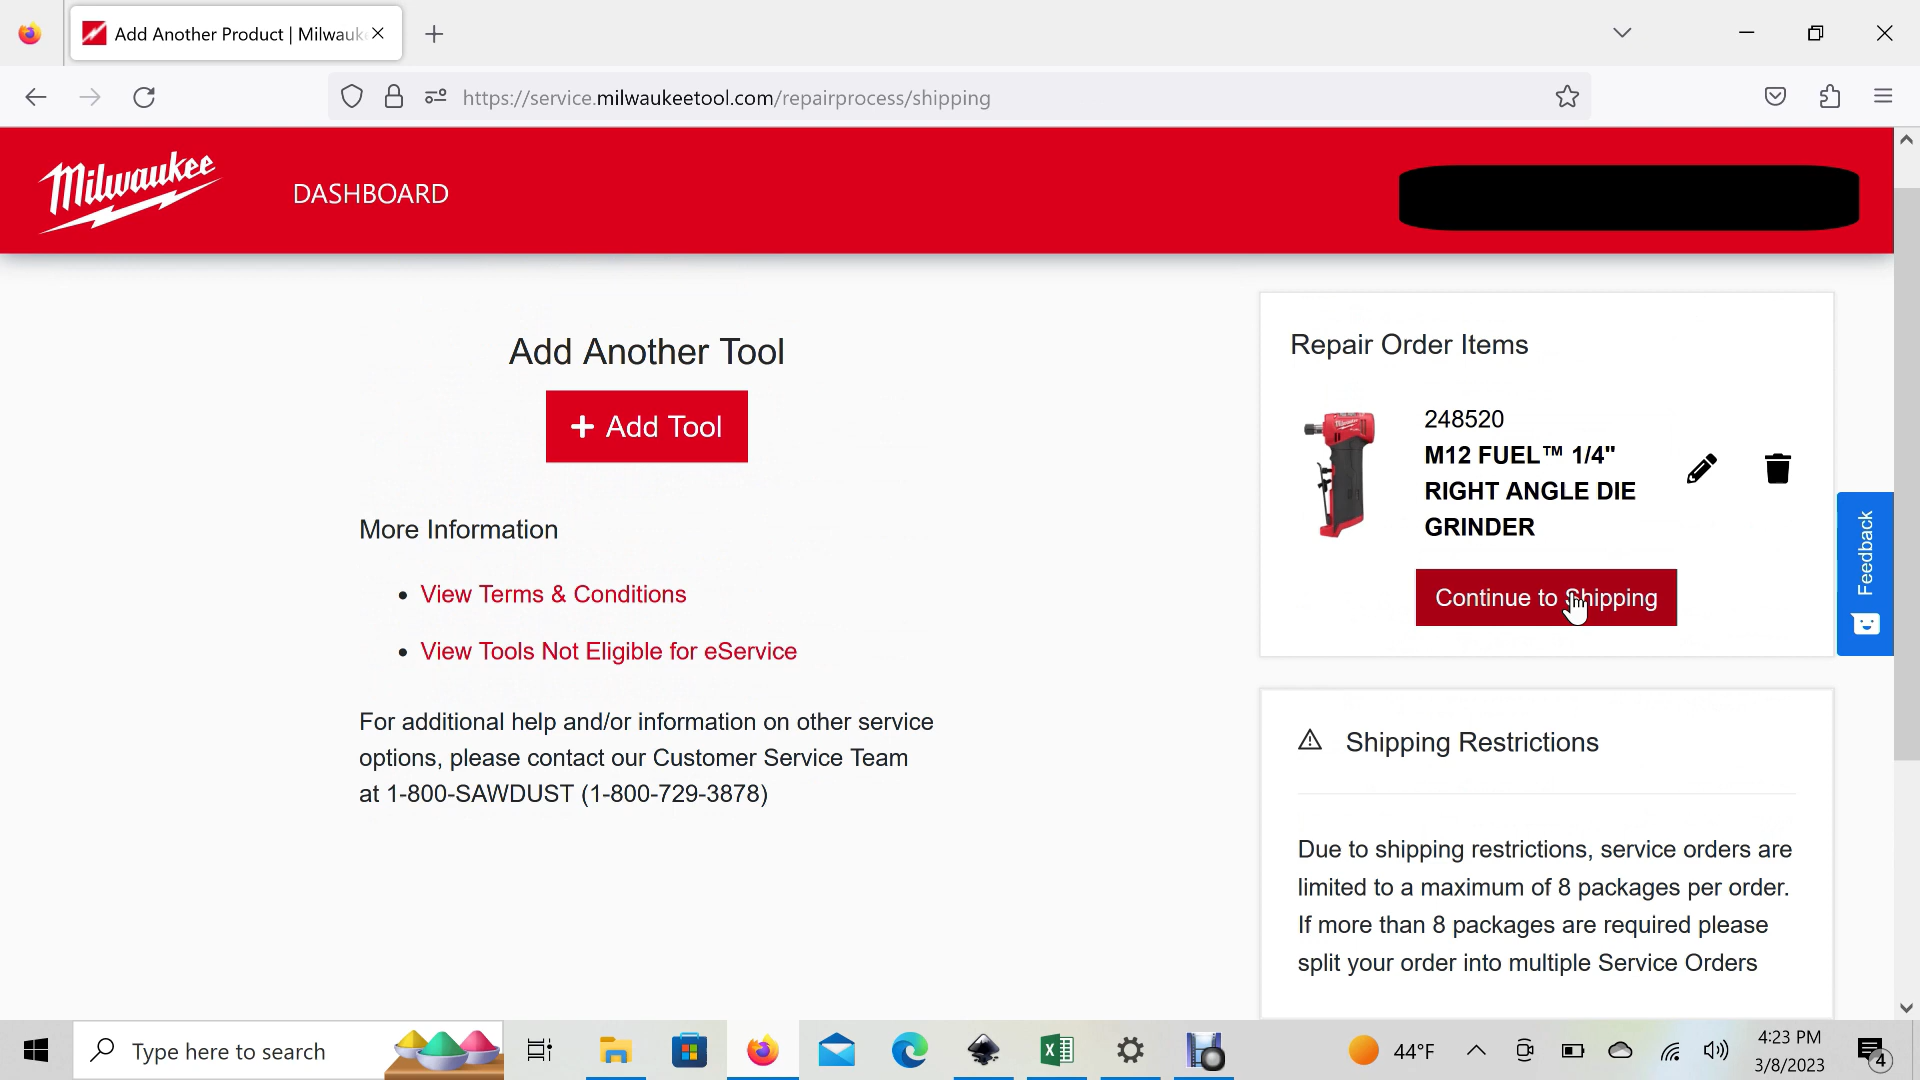 Add Another Product | Milwauk
https://service.milwaukeetool.com/repairprocess/shipping
Milwaukee
DASHBOARD
Add Another Tool
+ Add Tool
More Information
• View Terms & Conditions
• View Tools Not Eligible for eService
For additional help and/or information on other service
options, please contact our Customer Service Team
at 1-800-SAWDUST (1-800-729-3878)
Repair Order Items
248520
M12 FUEL™ 1/4"
RIGHT ANGLE DIE
GRINDER
Continue to Shipping
Feedback
Shipping Restrictions
Due to shipping restrictions, service orders are
limited to a maximum of 8 packages per order.
If more than 8 packages are required please
split your order into multiple Service Orders
Type here to search
44°F
4:23 PM
3/8/2023
4